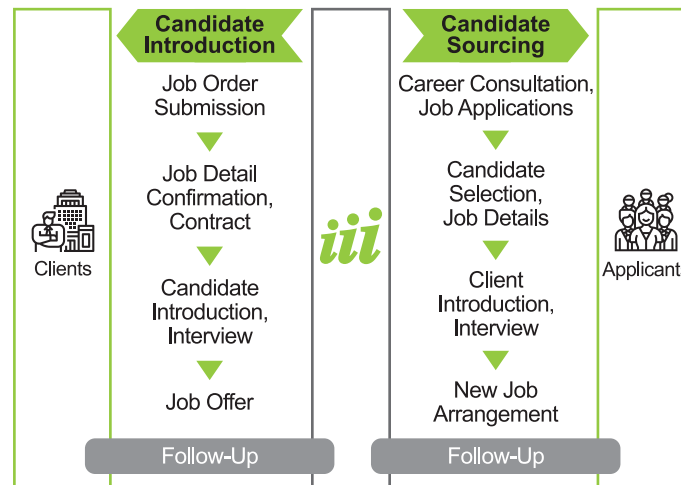 Candidate
Introduction
Job Order
Submission
Job Detail
Confirmation,
Contract
Candidate
Introduction,
Interview
Job Offer
Follow-Up
Clients
iii
Candidate
Sourcing
Career Consultation,
Job Applications
Candidate
Selection,
Job Details
Client
Introduction,
Interview
New Job
Arrangement
Follow-Up
Applicant